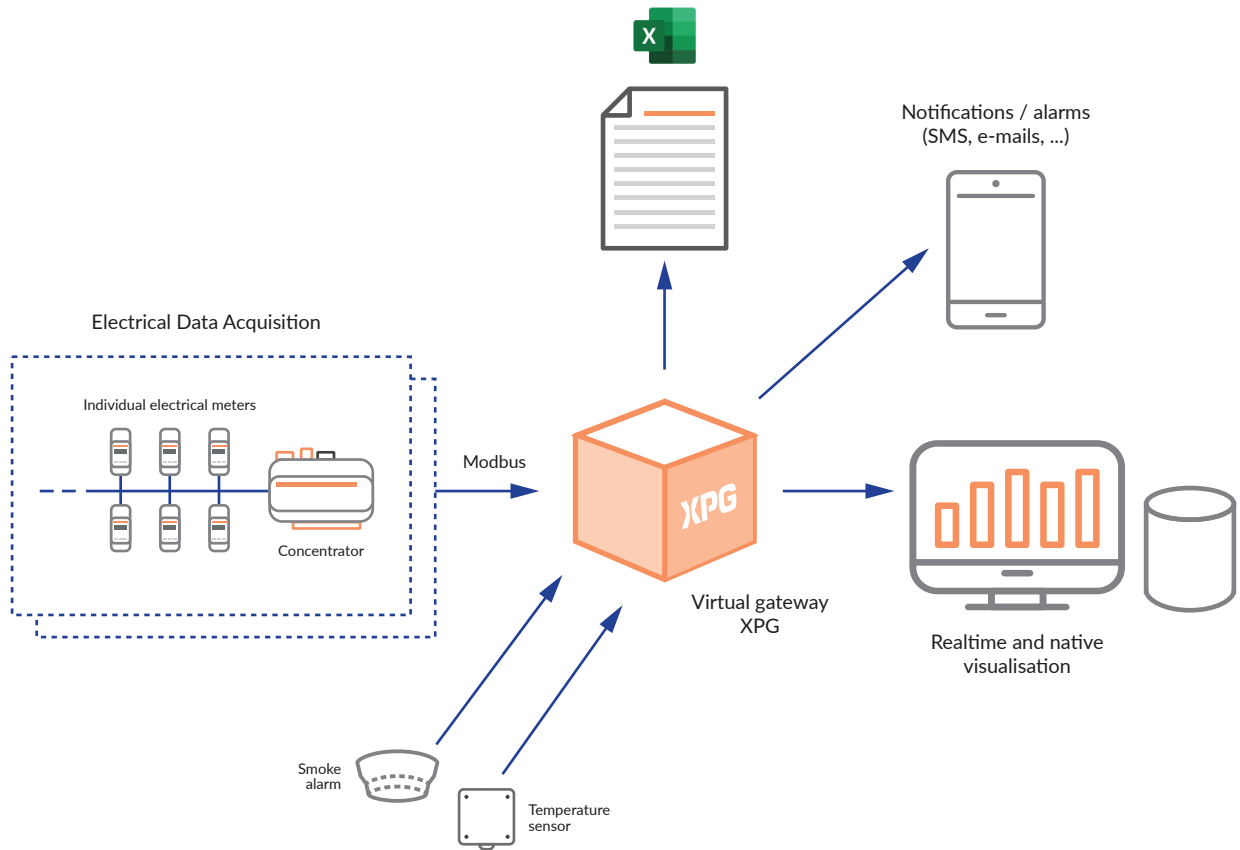 X
Notifications / alarms
(SMS, e-mails, ...)
Electrical Data Acquisition
Individual electrical meters
Modbus
Concentrator
XPG
Virtual gateway
XPG
Realtime and native
visualisation
Smoke
alarm
Temperature
sensor